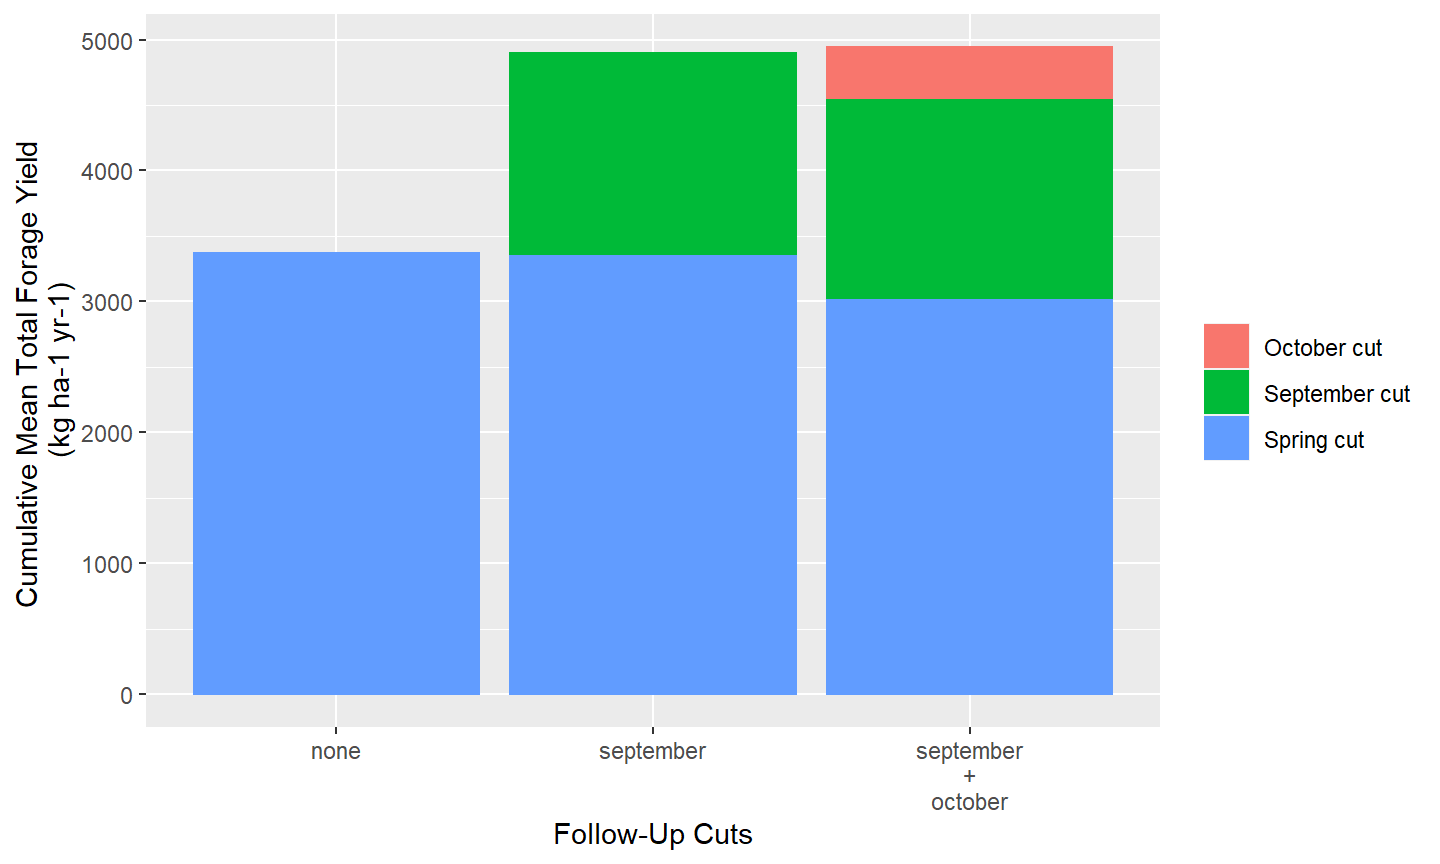 Cumulative Mean Total Forage Yield
(kg ha-1 yr-1)
5000
4000
3000
2000
1000
0
none
september
september
+
october
Follow-Up Cuts
October cut
September cut
Spring cut